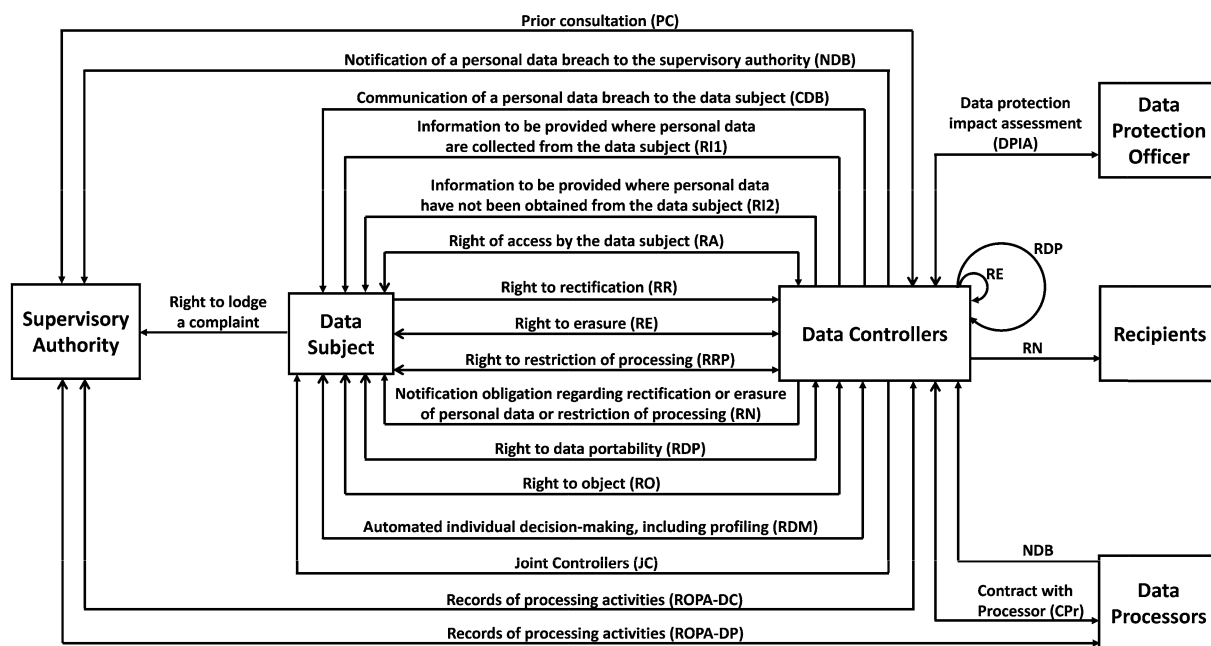 Prior consultation (PC)
Notification of a personal data breach to the supervisory authority (NDB)
Communication of a personal data breach to the data subject (CDB)
Information to be provided where personal data
are collected from the data subject (RI1)
Information to be provided where personal data
have not been obtained from the data subject (RI2)
Right of access by the data subject (RA)
Data protection
impact assessment
(DPIA)
Data
Protection
Officer
RDP
RE
Supervisory
Authority
Right to lodge
a complaint
Data
Subject
Right to rectification (RR)
Right to erasure (RE)
Right to restriction of processing (RRP)
Data Controllers
RN
Recipients
Notification obligation regarding rectification or erasure
of personal data or restriction of processing (RN)
Right to data portability (RDP)
Right to object (RO)
Automated individual decision-making, including profiling (RDM)
Joint Controllers (JC)
Records of processing activities (ROPA-DC)
Records of processing activities (ROPA-DP)
NDB
Contract with
Processor (CPr)
Data
Processors